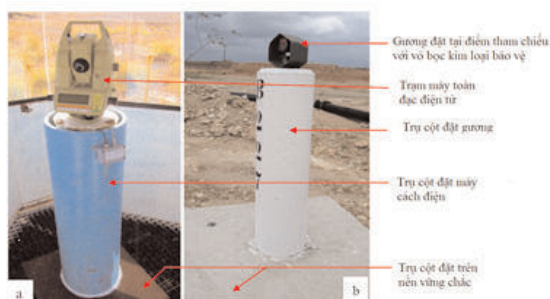 Gương đặt tại điểm tham chiếu
với vỏ bọc kim loại bảo vệ
Trạm máy toàn
đạc điện tử
Trụ cột đặt gương
Trụ cột đặt máy
cách điện
Trụ cột đặt trên
nền vững chắc
a
b